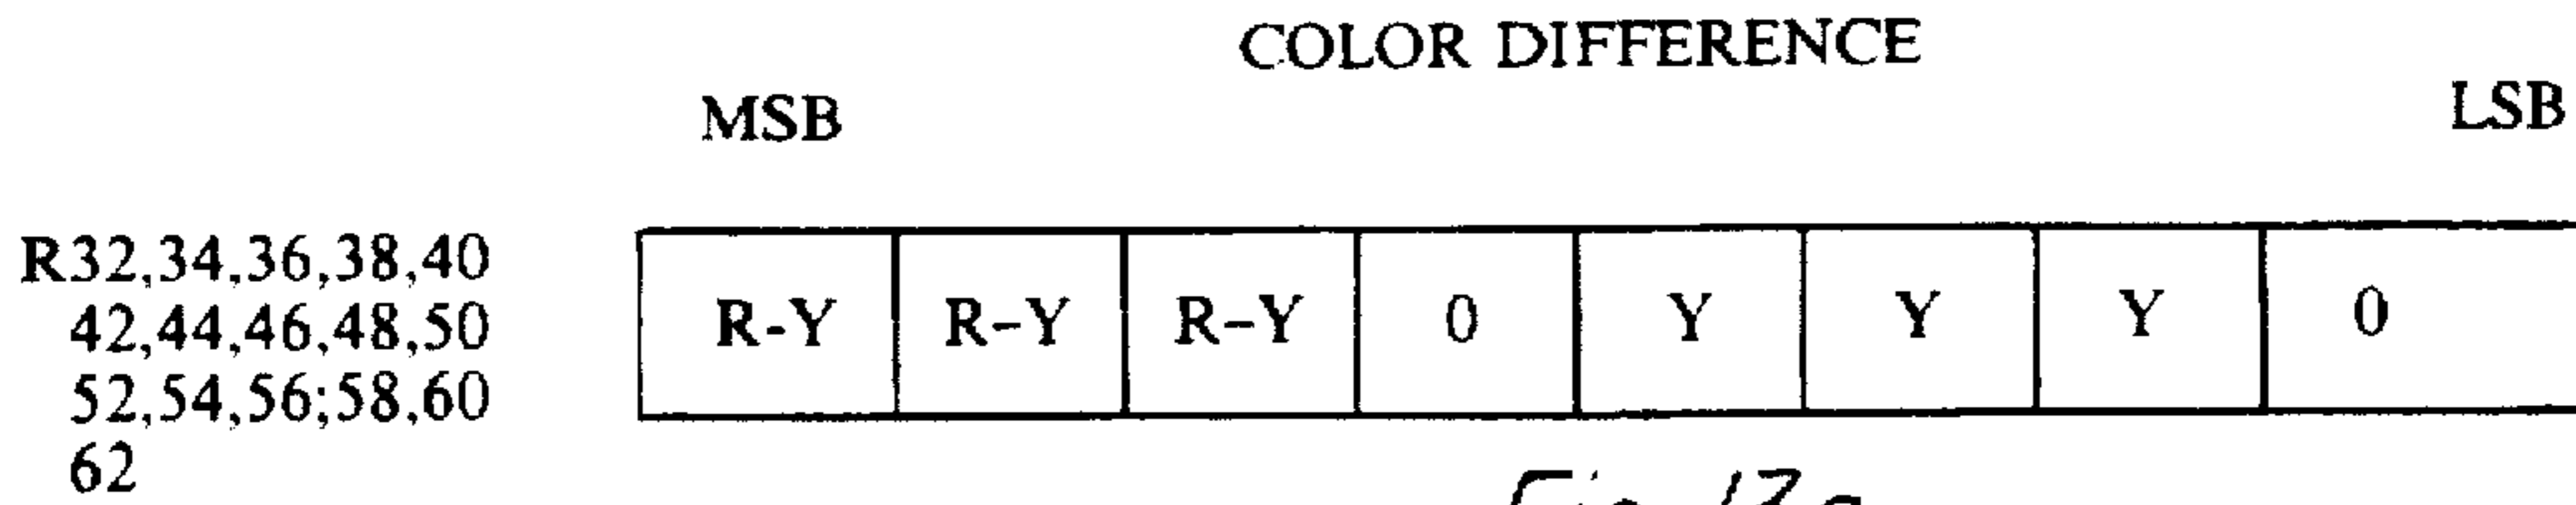 COLOR DIFFERENCE
MSB LSB
R32,34,36,38,40
42,44,46,48,50
52,54,56;58,60
62
R-Y R-Y R-Y 0 Y Y Y 0